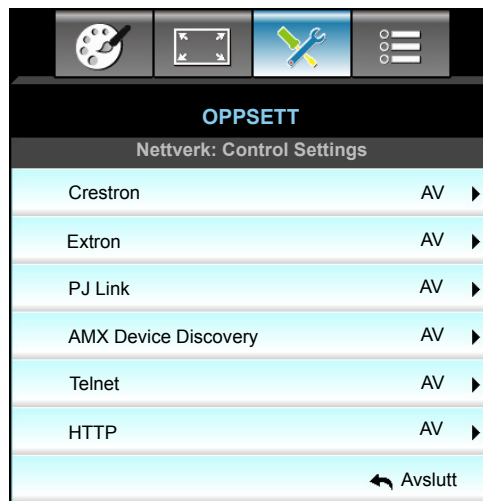 OPPSETT
Nettverk: Control Settings
Crestron AV
Extron AV
PJ Link AV
AMX Device Discovery AV
Telnet AV
HTTP AV
Avslutt